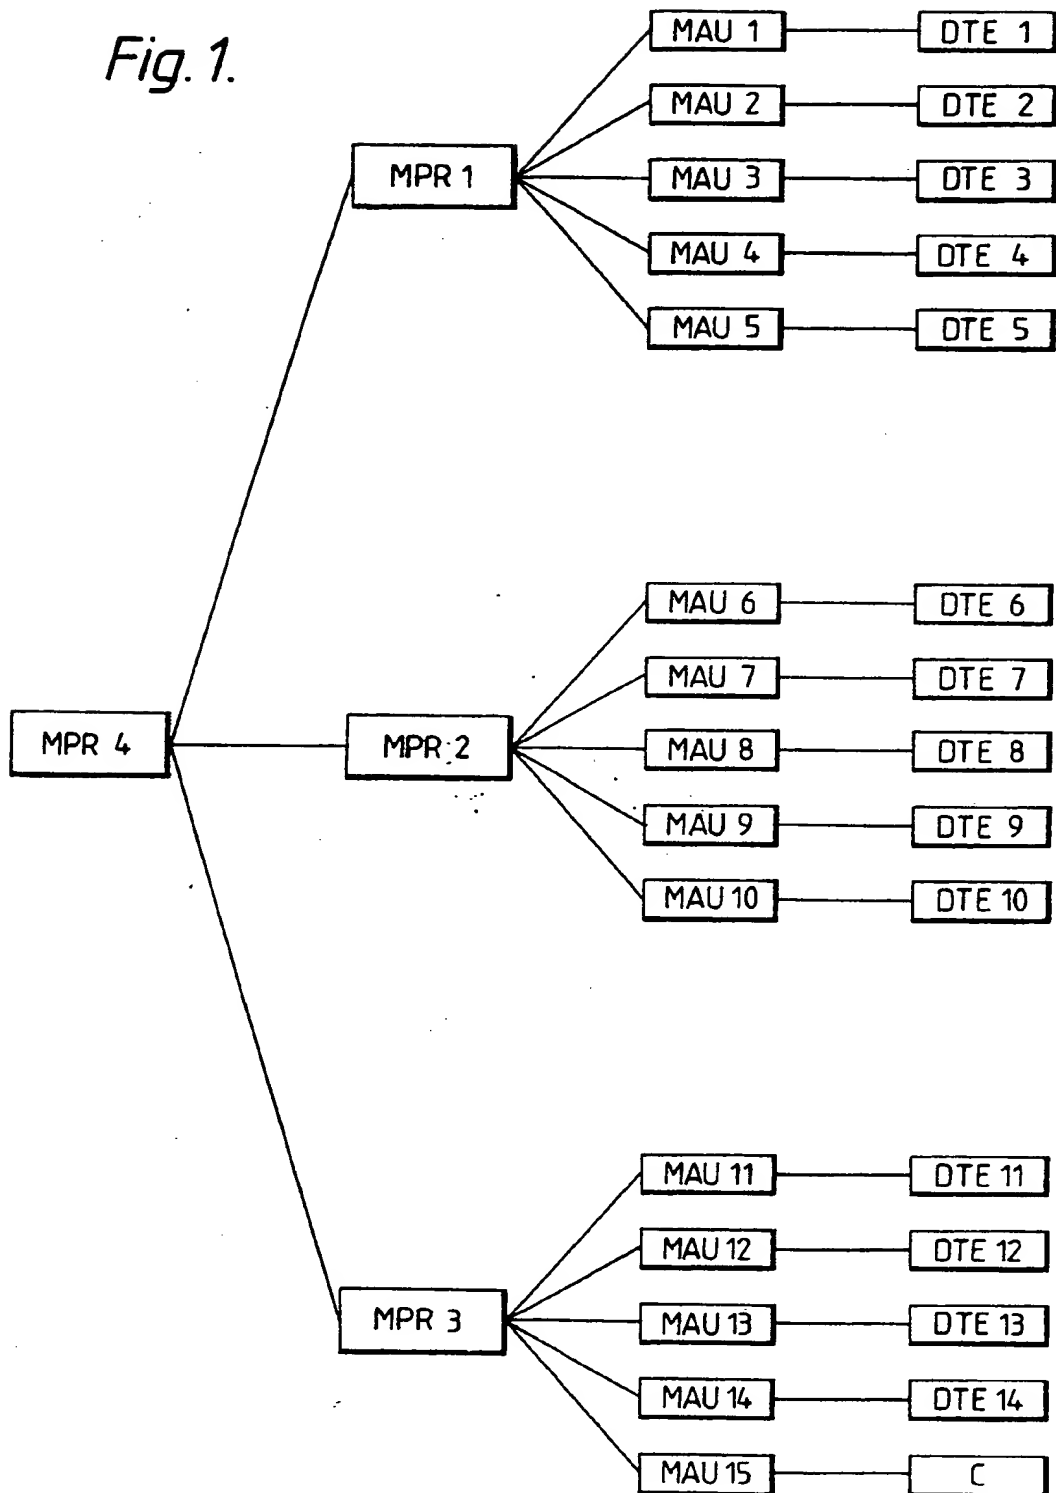 Fig. 1.
MAU 1 DTE 1
MAU 2 DTE 2
MPR 1 MAU 3 DTE 3
MAU 4 DTE 4
MAU 5 DTE 5
MAU 6 DTE 6
MAU 7 DTE 7
MPR 4 MPR 2 MAU 8 DTE 8
MAU 9 DTE 9
MAU 10 DTE 10
MAU 11 DTE 11
MAU 12 DTE 12
MPR 3 MAU 13 DTE 13
MAU 14 DTE 14
MAU 15 C